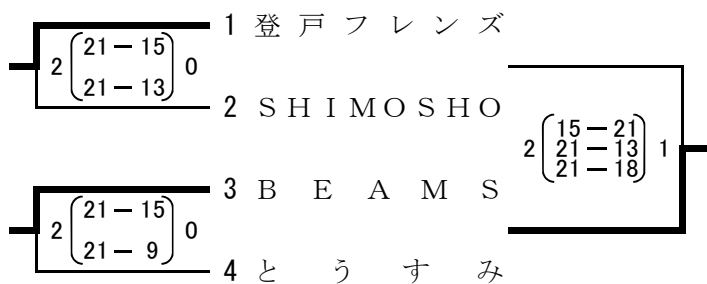 1 登戸フレンズ
2 ( 21 － 15 ) 0
21 － 13
2 ＳＨＩＭＯＳＨＯ
2 ( 15 － 21 ) 1
21 － 13
21 － 18
3 ＢＥＡＭＳ
2 ( 21 － 15 ) 0
21 － 9
4 とうすみ